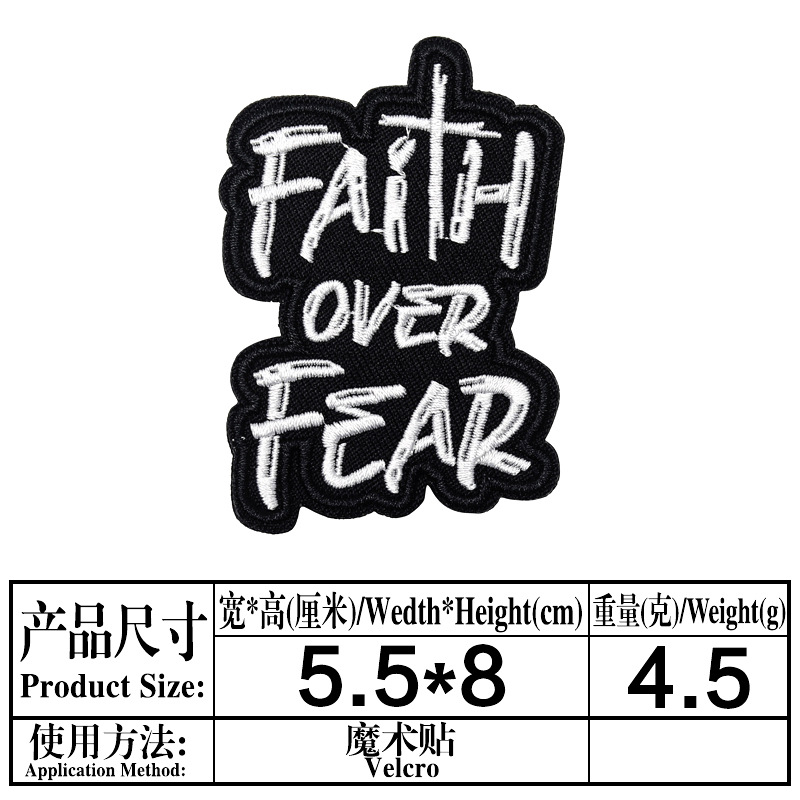 FAiTH
OVER
FEAR
产品尺寸
Product Size:
宽*高(厘米)/Wedth*Height(cm)
重量(克)/Weight(g)
5.5*8
4.5
使用方法:
Application Method:
魔术贴
Velcro